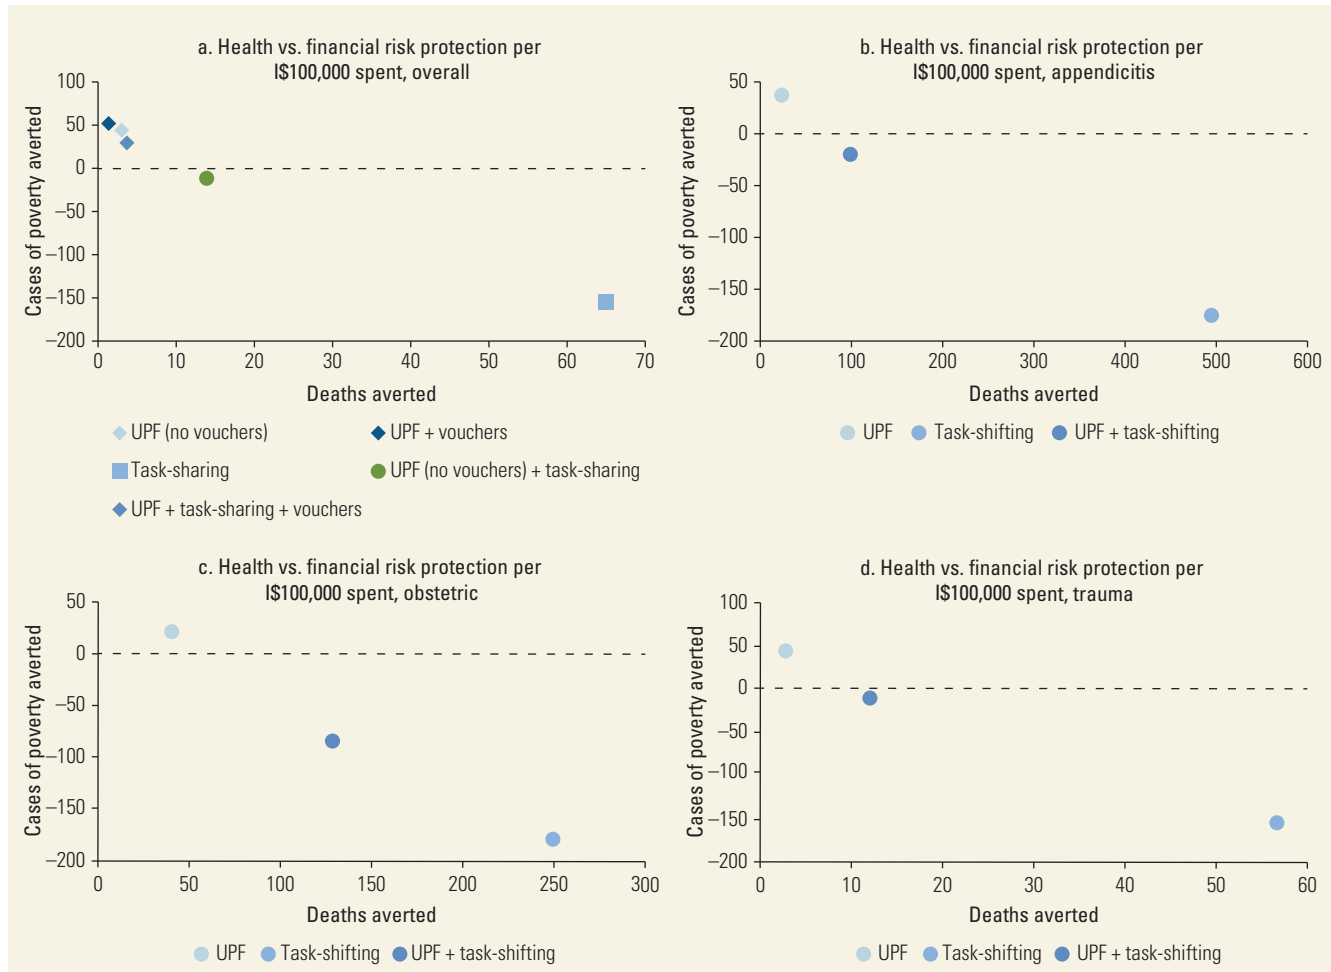 a. Health vs. financial risk protection per
I$100,000 spent, overall
Cases of poverty averted
100
50
0
–50
–100
–150
–200
0 10 20 30 40 50 60 70
Deaths averted
UPF (no vouchers) UPF + vouchers
Task-sharing UPF (no vouchers) + task-sharing
UPF + task-sharing + vouchers
b. Health vs. financial risk protection per
I$100,000 spent, appendicitis
Cases of poverty averted
50
0
–50
–100
–150
–200
0 100 200 300 400 500 600
Deaths averted
UPF Task-shifting UPF + task-shifting
c. Health vs. financial risk protection per
I$100,000 spent, obstetric
Cases of poverty averted
50
0
–50
–100
–150
–200
0 50 100 150 200 250 300
Deaths averted
UPF Task-shifting UPF + task-shifting
d. Health vs. financial risk protection per
I$100,000 spent, trauma
Cases of poverty averted
100
50
0
–50
–100
–150
–200
0 10 20 30 40 50 60
Deaths averted
UPF Task-shifting UPF + task-shifting